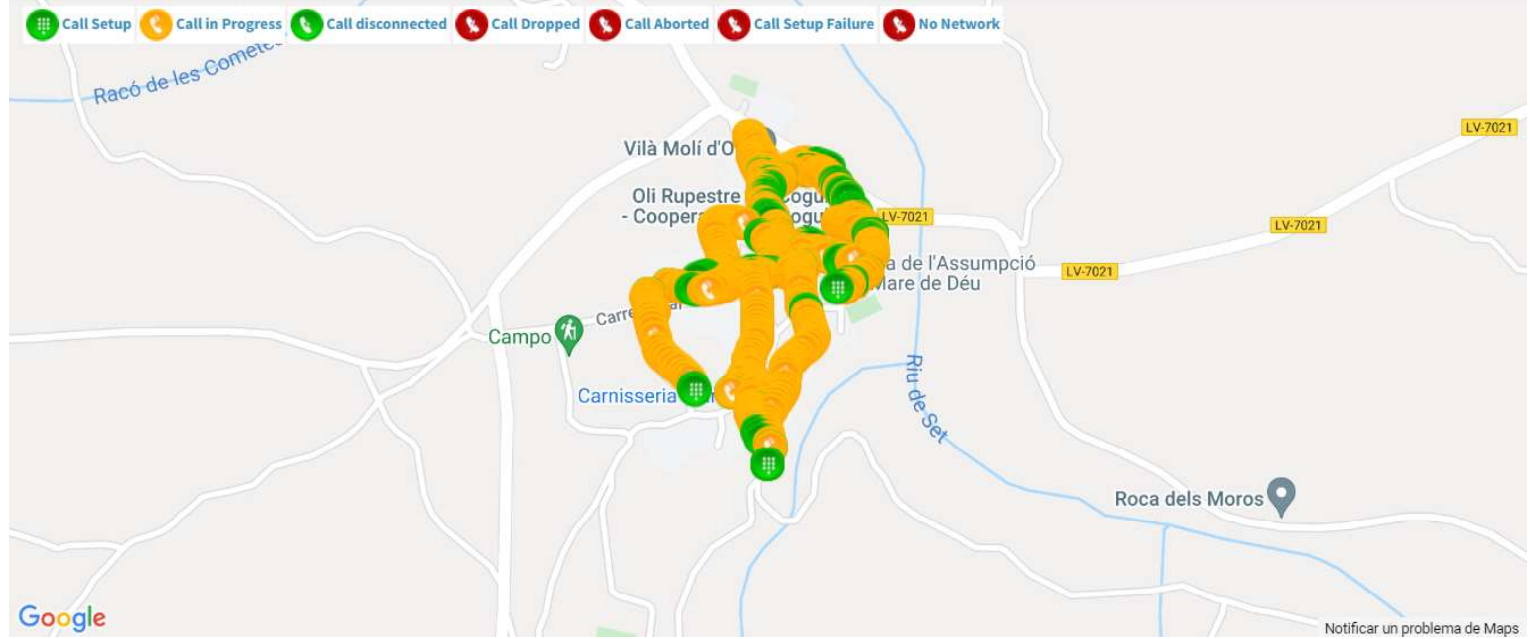 Call Setup
Call in Progress
Call disconnected
Call Dropped
Call Aborted
Call Setup Failure
No Network
Racó de les Cometes
LV-7021
Vilà Molí d'O
Oli Rupestre
- Cooper
LV-7021
LV-7021
a de l'Assumpció
Mare de Déu
LV-7021
Campo
Carnisseria
Riu de Set
Roca dels Moros
Google
Notificar un problema de Maps